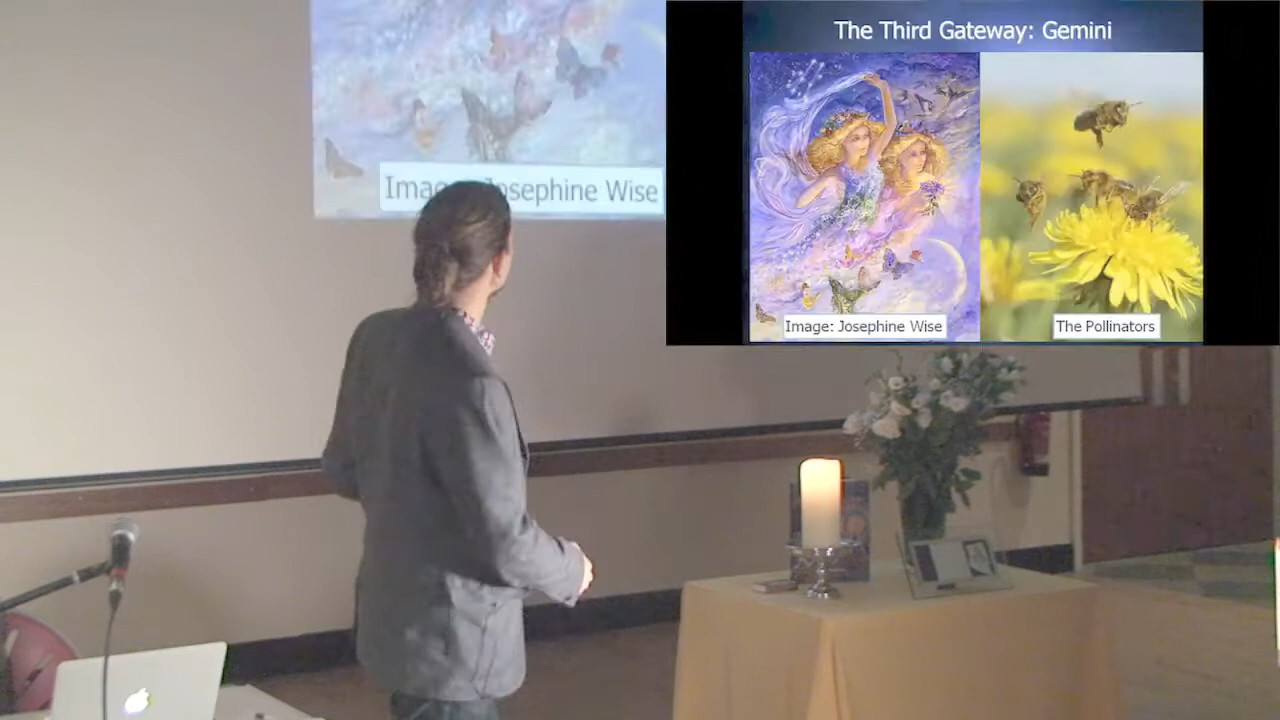 The Third Gateway: Gemini
Image: Josephine Wise
The Pollinators
Image: Josephine Wise